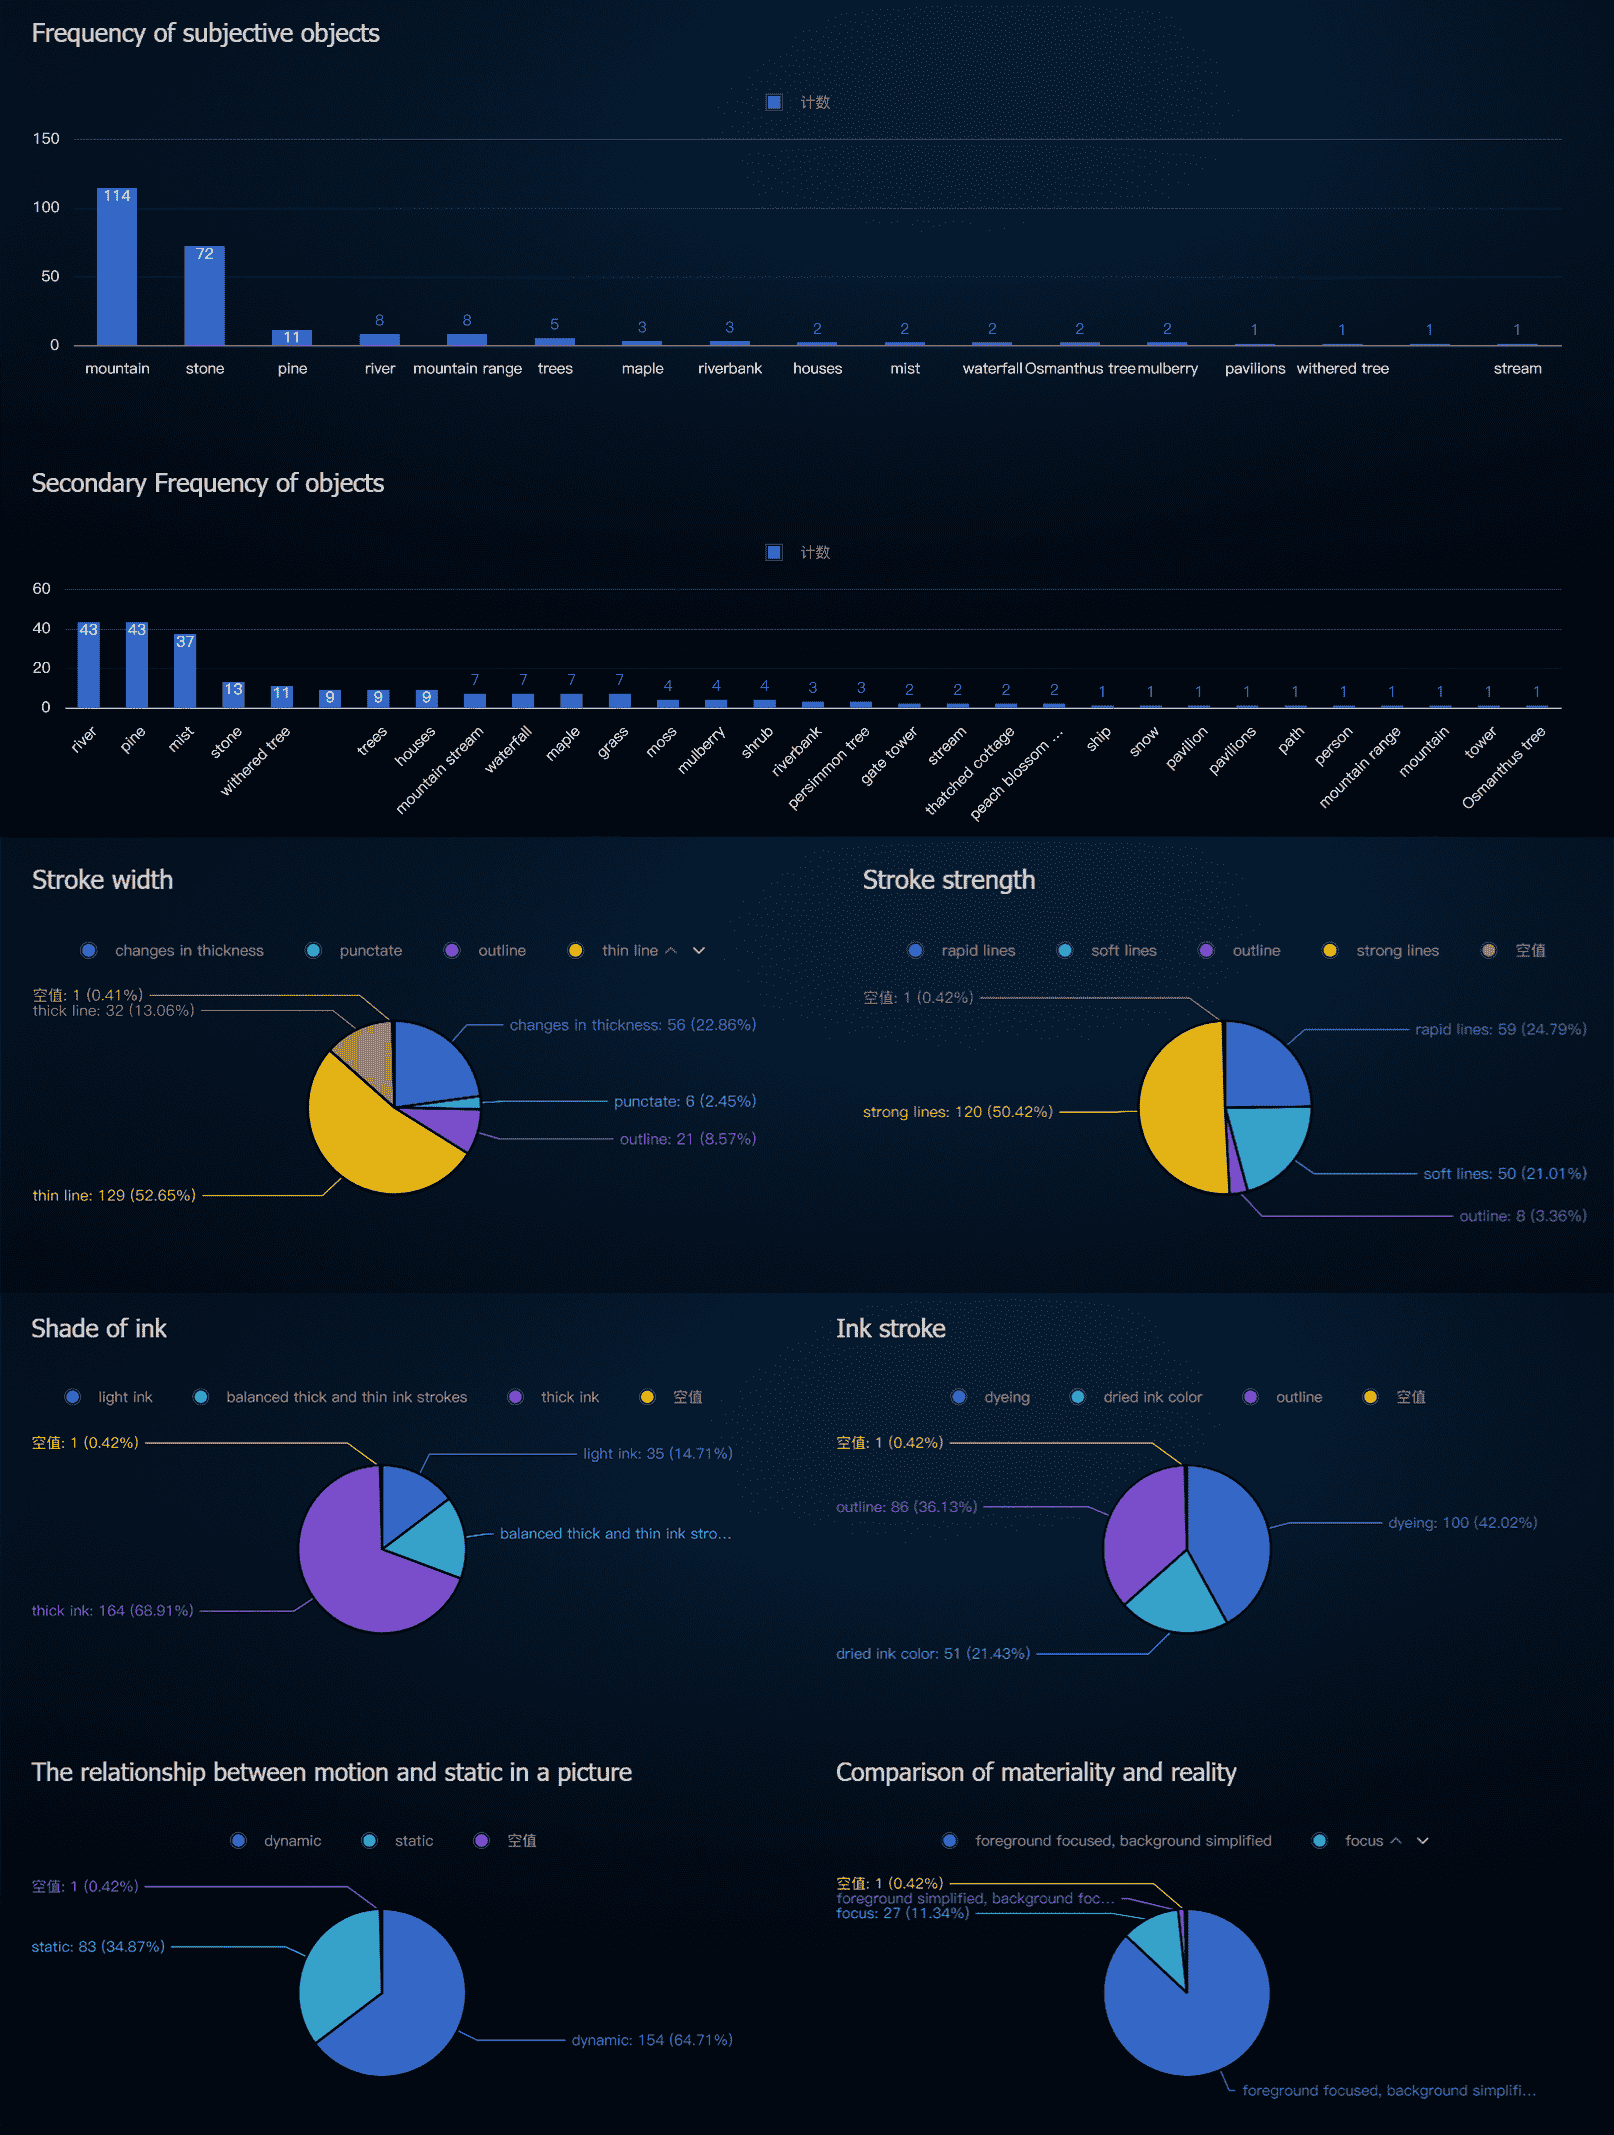 Frequency of subjective objects
计数
150
100
50
0
114
72
11
8
8
5
3
3
2
2
2
2
2
1
1
1
1
mountain stone pine river mountain range trees maple riverbank houses mist waterfall Osmanthus tree mulberry pavilions withered tree stream
Secondary Frequency of objects
计数
60
40
20
0
43
43
37
13
11
9
9
9
7
7
7
7
4
4
4
3
3
2
2
2
2
1
1
1
1
1
1
1
1
1
1
river
pine
mist
stone
withered tree
trees
houses
mountain stream
waterfall
maple
grass
moss
mulberry
shrub
riverbank
persimmon tree
gate tower
stream
thatched cottage
peach blossom ...
ship
snow
pavilion
pavilions
path
person
mountain range
mountain
tower
Osmanthus tree
Stroke width
changes in thickness punctate outline thin line
空值: 1 (0.41%)
thick line: 32 (13.06%)
changes in thickness: 56 (22.86%)
punctate: 6 (2.45%)
outline: 21 (8.57%)
thin line: 129 (52.65%)
Stroke strength
rapid lines soft lines outline strong lines 空值
空值: 1 (0.42%)
rapid lines: 59 (24.79%)
strong lines: 120 (50.42%)
soft lines: 50 (21.01%)
outline: 8 (3.36%)
Shade of ink
light ink balanced thick and thin ink strokes thick ink 空值
空值: 1 (0.42%)
light ink: 35 (14.71%)
balanced thick and thin ink stro...
thick ink: 164 (68.91%)
Ink stroke
dyeing dried ink color outline 空值
空值: 1 (0.42%)
outline: 86 (36.13%)
dyeing: 100 (42.02%)
dried ink color: 51 (21.43%)
The relationship between motion and static in a picture
dynamic static 空值
空值: 1 (0.42%)
static: 83 (34.87%)
dynamic: 154 (64.71%)
Comparison of materiality and reality
foreground focused, background simplified focus
空值: 1 (0.42%)
foreground simplified, background foc...
focus: 27 (11.34%)
foreground focused, background simplifi...